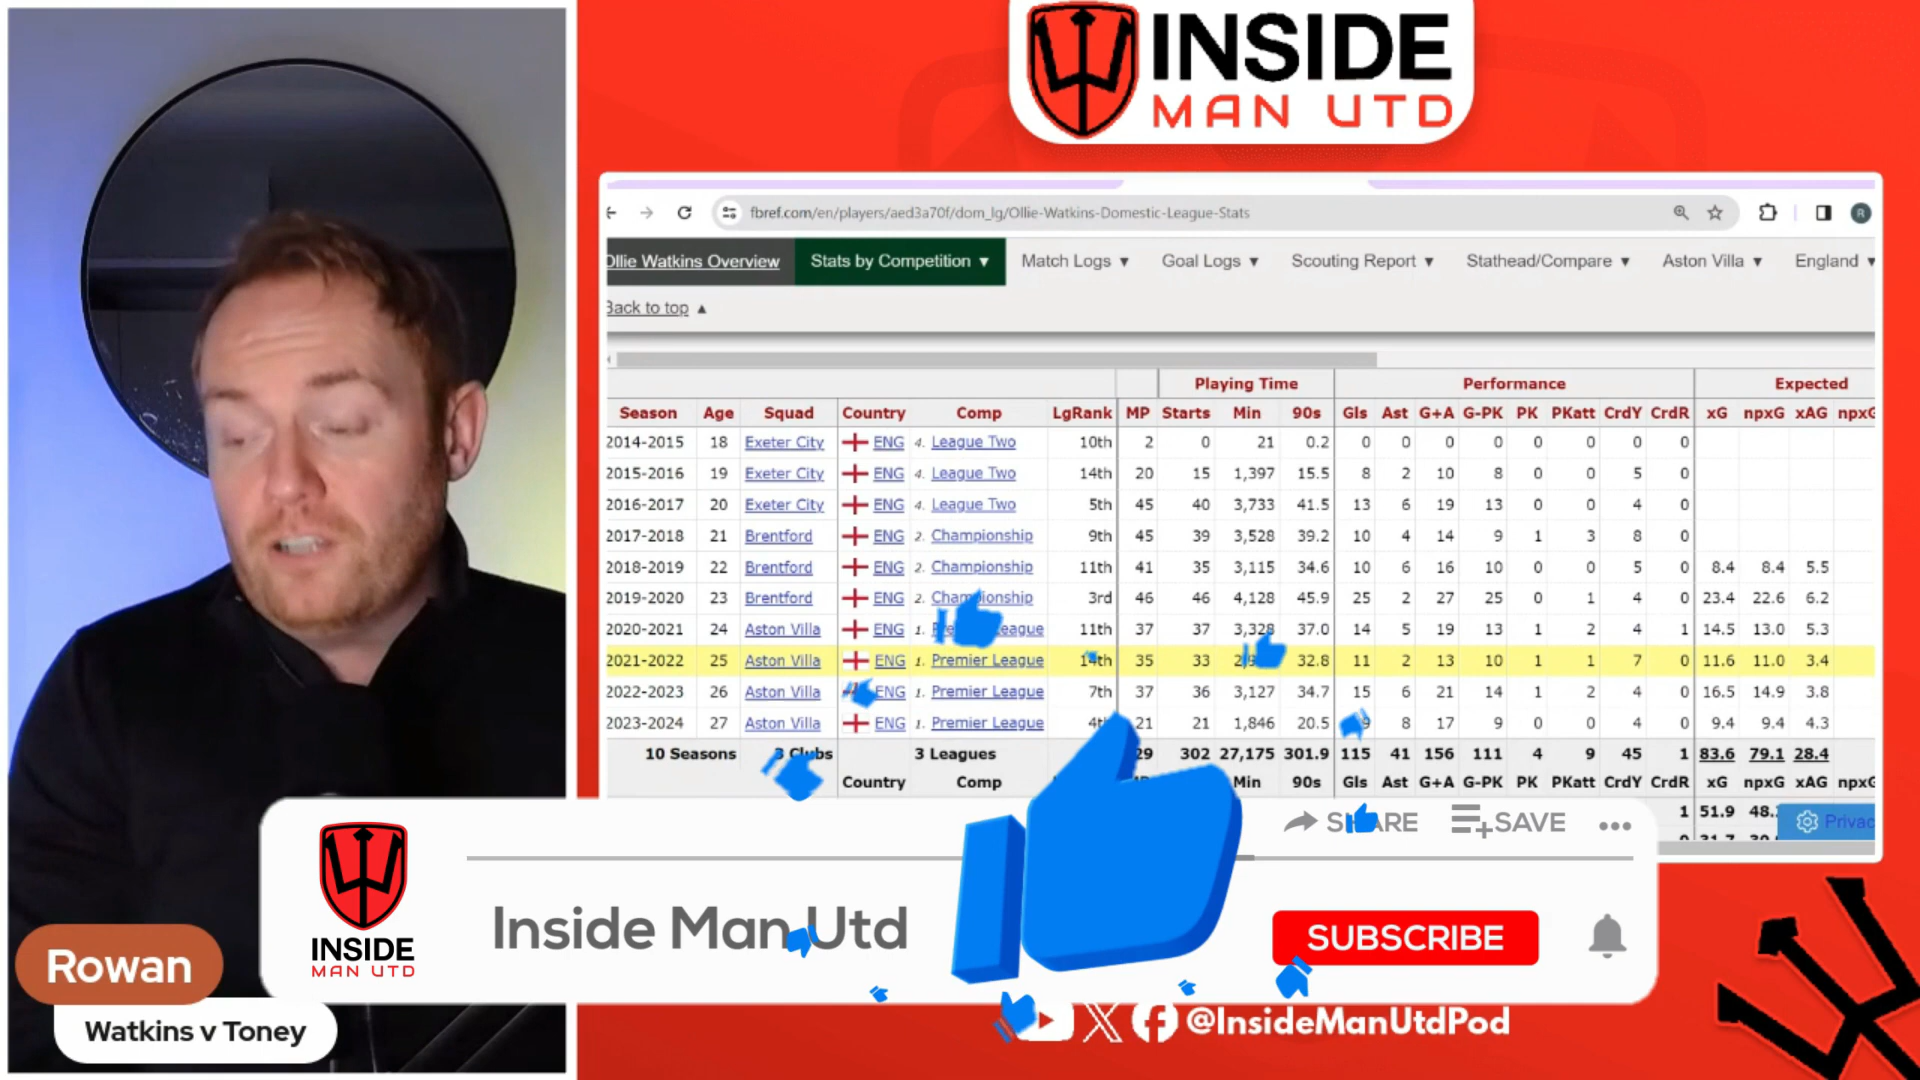 INSIDE
MAN UTD
fbref.com/en/players/aed3a70f/dom_lg/Ollie-Watkins-Domestic-League-Stats
R
Ollie Watkins Overview Stats by Competition ▼ Match Logs ▼ Goal Logs ▼ Scouting Report ▼ Stathead/Compare ▼ Aston Villa ▼ England ▼
Back to top ▲
Playing Time Performance Expected
Season Age Squad Country Comp LgRank MP Starts Min 90s Gls Ast G+A G-PK PK PKatt CrdY CrdR xG npxG xAG npxG
2014-2015 18 Exeter City ENG 4. League Two 10th 2 0 21 0.2 0 0 0 0 0 0 0 0
2015-2016 19 Exeter City ENG 4. League Two 14th 20 15 1,397 15.5 8 2 10 8 0 0 5 0
2016-2017 20 Exeter City ENG 4. League Two 5th 45 40 3,733 41.5 13 6 19 13 0 0 4 0
2017-2018 21 Brentford ENG 2. Championship 9th 45 39 3,528 39.2 10 4 14 9 1 3 8 0
2018-2019 22 Brentford ENG 2. Championship 11th 41 35 3,115 34.6 10 6 16 10 0 0 5 0 8.4 8.4 5.5
2019-2020 23 Brentford ENG 2. Championship 3rd 46 46 4,128 45.9 25 2 27 25 0 1 4 0 23.4 22.6 6.2
2020-2021 24 Aston Villa ENG 1. League 11th 37 37 3,328 37.0 14 5 19 13 1 2 4 1 14.5 13.0 5.3
2021-2022 25 Aston Villa ENG 1. Premier League 14th 35 33 32.8 11 2 13 10 1 1 7 0 11.6 11.0 3.4
2022-2023 26 Aston Villa ENG 1. Premier League 7th 37 36 3,127 34.7 15 6 21 14 1 2 4 0 16.5 14.9 3.8
2023-2024 27 Aston Villa ENG 1. Premier League 4th 21 21 1,846 20.5 9 8 17 9 0 0 4 0 9.4 9.4 4.3
10 Seasons 3 Clubs 3 Leagues 302 27,175 301.9 115 41 156 111 4 9 45 1 83.6 79.1 28.4
Country Comp Min 90s Gls Ast G+A G-PK PK PKatt CrdY CrdR xG npxG xAG npxG
1 51.9 48.
Privac
SHARE SAVE
INSIDE
MAN UTD
Inside Man Utd
SUBSCRIBE
Rowan
Watkins v Toney
@InsideManUtdPod